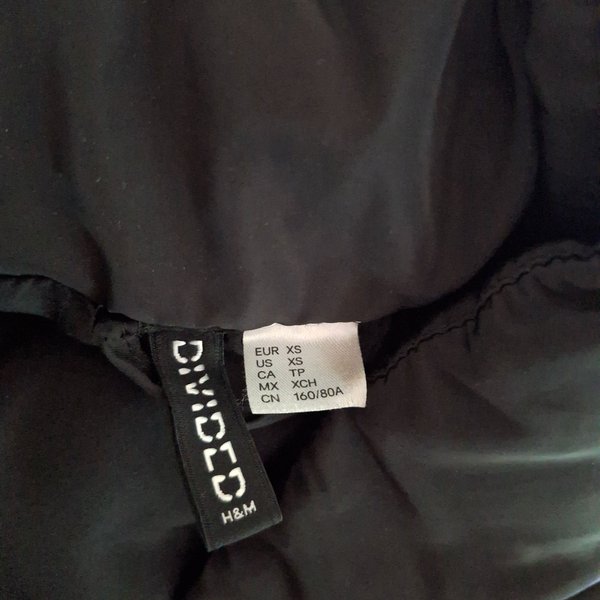 DIVIDED
H&M
EUR XS
US XS
CA TP
MX XCH
CN 160/80A